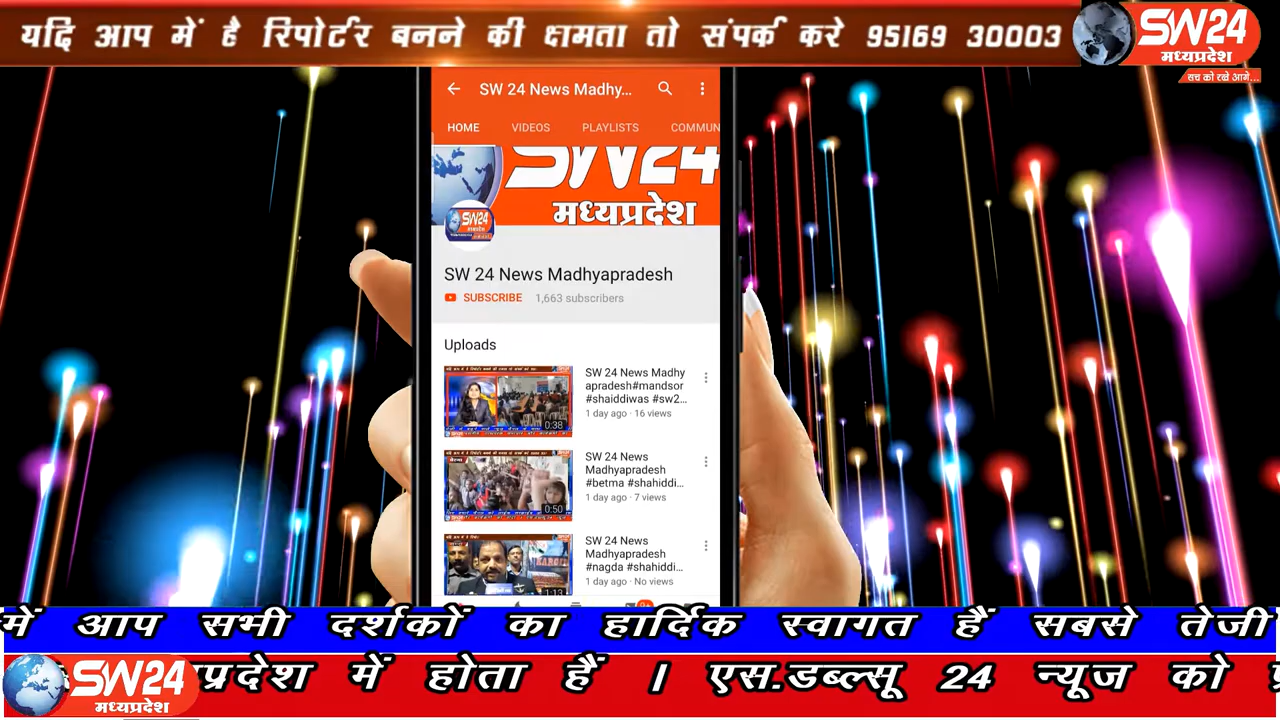 यदि आप में है रिपोर्टर बनने की क्षमता तो संपर्क करे 95169 30003
SW24
मध्यप्रदेश
सच को रखे आगे...
SW 24 News Madhy...
HOME VIDEOS PLAYLISTS COMMUN
SW24
मध्यप्रदेश
SW24
SW 24 News Madhyapradesh
SUBSCRIBE 1,663 subscribers
Uploads
SW 24 News Madhy
apradesh#mandsor
#shaiddiwas #sw2...
1 day ago · 16 views
0:38
SW 24 News
Madhyapradesh
#betma #shahiddi...
1 day ago · 7 views
0:50
SW 24 News
Madhyapradesh
#nagda #shahiddi...
1 day ago · No views
1:13
में आप सभी दर्शकों का हार्दिक स्वागत हैं सबसे तेजी
प्रदेश में होता हैं । एस.डब्ल्सू 24 न्यूज को
SW24
मध्यप्रदेश